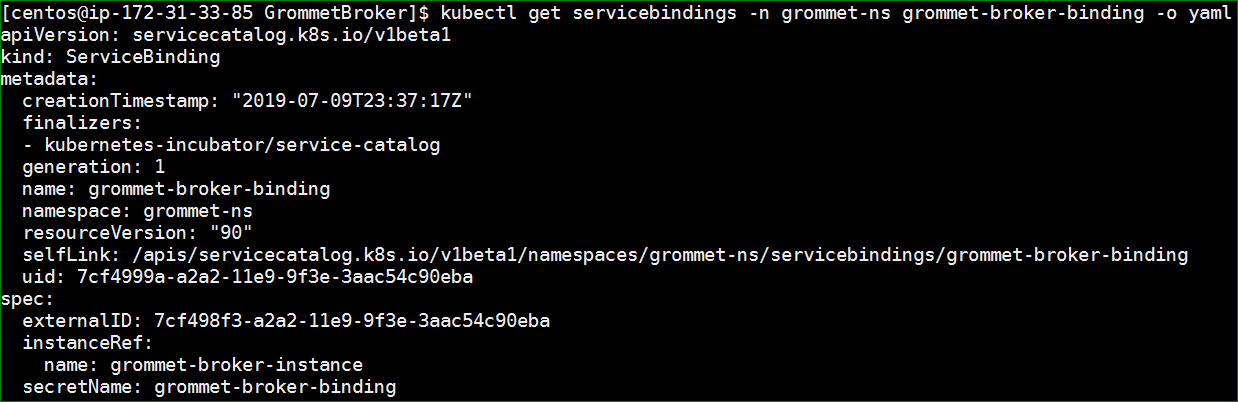 [centos@ip-172-31-33-85 GrommetBroker]$ kubectl get servicebindings -n grommet-ns grommet-broker-binding -o yaml
apiVersion: servicecatalog.k8s.io/v1beta1
kind: ServiceBinding
metadata:
  creationTimestamp: "2019-07-09T23:37:17Z"
  finalizers:
  - kubernetes-incubator/service-catalog
  generation: 1
  name: grommet-broker-binding
  namespace: grommet-ns
  resourceVersion: "90"
  selfLink: /apis/servicecatalog.k8s.io/v1beta1/namespaces/grommet-ns/servicebindings/grommet-broker-binding
  uid: 7cf4999a-a2a2-11e9-9f3e-3aac54c90eba
spec:
  externalID: 7cf498f3-a2a2-11e9-9f3e-3aac54c90eba
  instanceRef:
    name: grommet-broker-instance
  secretName: grommet-broker-binding